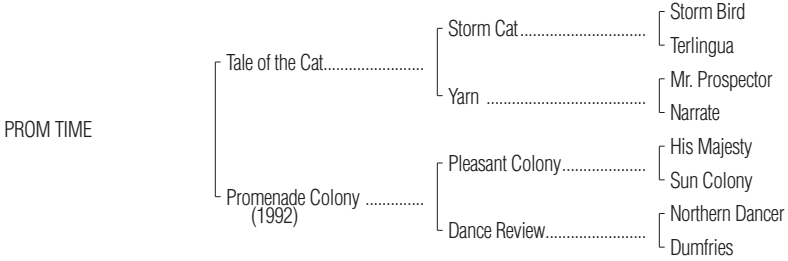 Storm Bird
Storm Cat..............................
Terlingua
Tale of the Cat........................
Mr. Prospector
Yarn ......................................
Narrate
PROM TIME
His Majesty
Pleasant Colony....................
Sun Colony
Promenade Colony ..............
(1992)
Northern Dancer
Dance Review........................
Dumfries